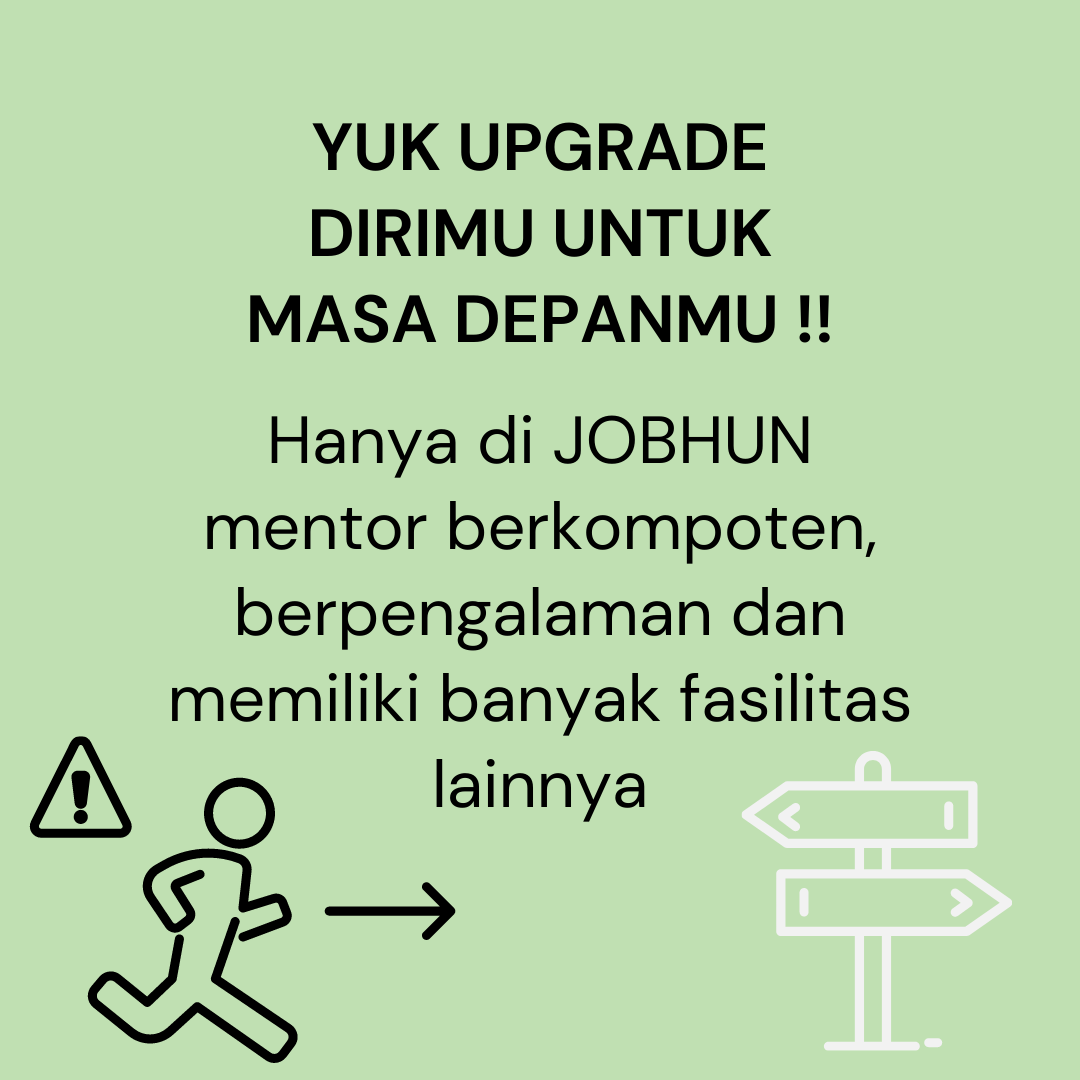 YUK UPGRADE
DIRIMU UNTUK
MASA DEPANMU !!
Hanya di JOBHUN
mentor berkompoten,
berpengalaman dan
memiliki banyak fasilitas
lainnya